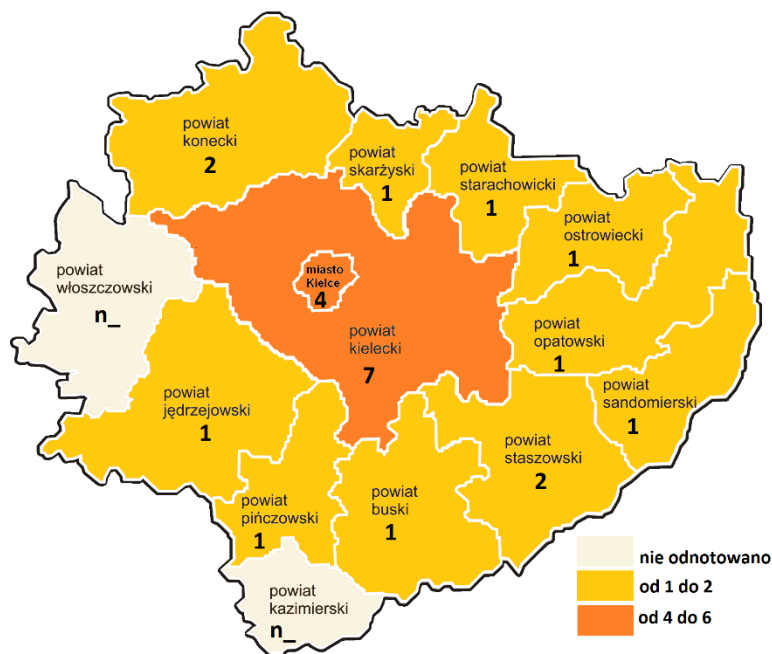 powiat
konecki
2
powiat
skarżyski
1
powiat
starachowicki
1
powiat
ostrowiecki
1
powiat
włoszczowski
n_
miasto
Kielce
4
powiat
kielecki
7
powiat
opatowski
1
powiat
sandomierski
1
powiat
jędrzejowski
1
powiat
staszowski
2
powiat
pińczowski
1
powiat
buski
1
powiat
kazimierski
n_
nie odnotowano
od 1 do 2
od 4 do 6